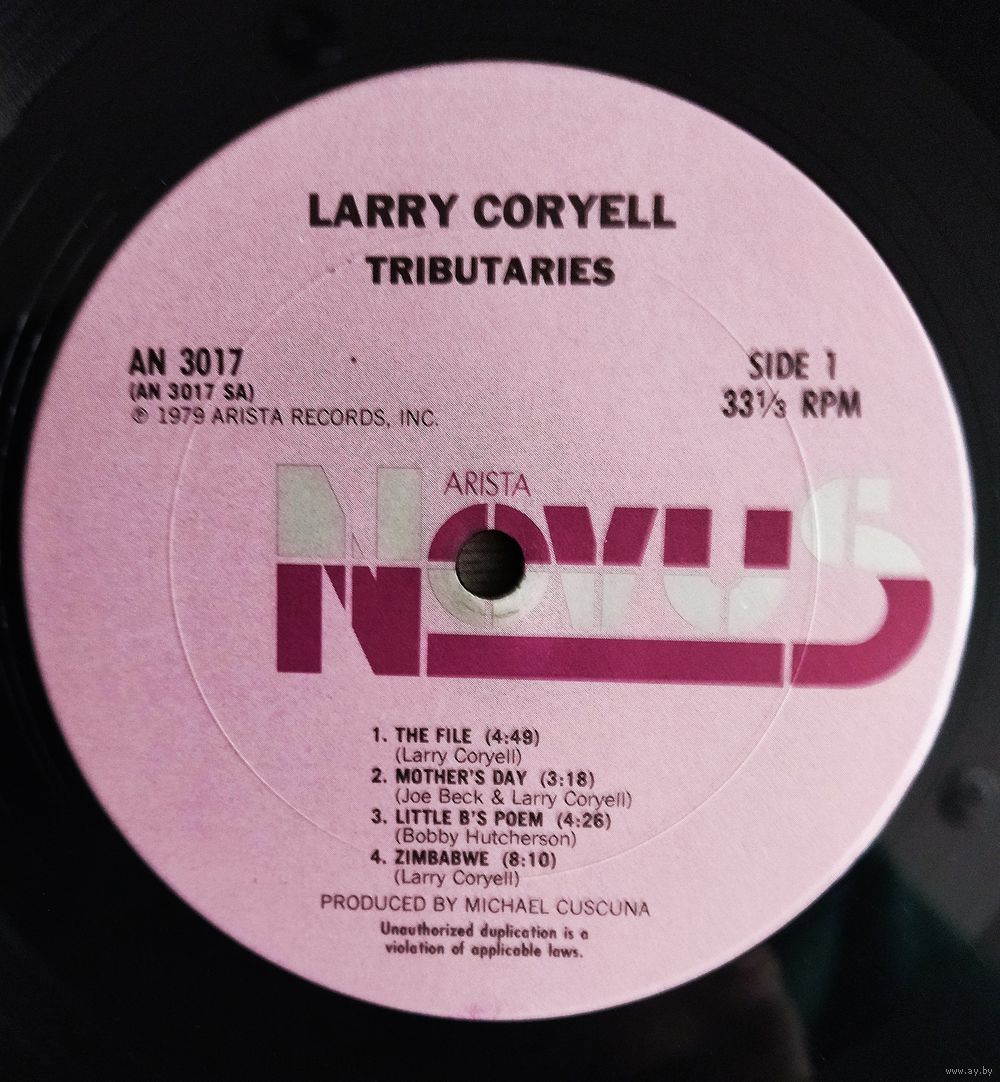 LARRY CORYELL
TRIBUTARIES
AN 3017
(AN 3017 SA)
℗ 1979 ARISTA RECORDS, INC.
SIDE 1
33⅓ RPM
ARISTA
NOVUS
1. THE FILE (4:49)
(Larry Coryell)
2. MOTHER'S DAY (3:18)
(Joe Beck & Larry Coryell)
3. LITTLE B'S POEM (4:26)
(Bobby Hutcherson)
4. ZIMBABWE (8:10)
(Larry Coryell)
PRODUCED BY MICHAEL CUSCUNA
Unauthorized duplication is a
violation of applicable laws.
www.ay.by